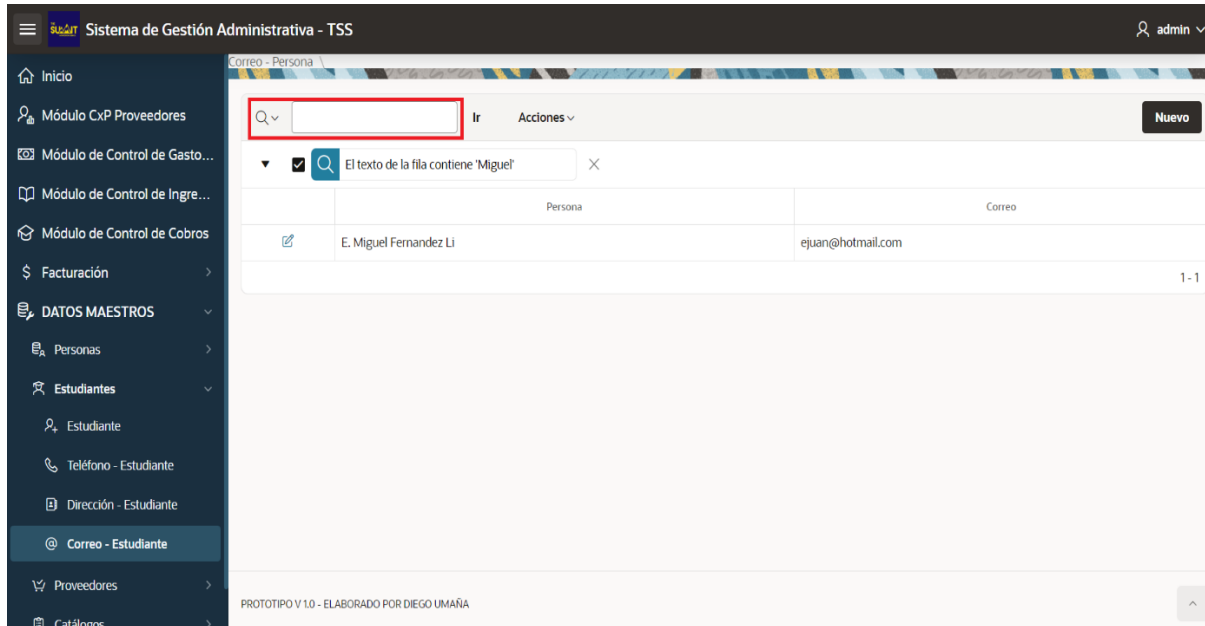 SUMMIT Sistema de Gestión Administrativa - TSS
admin
Inicio
Módulo CxP Proveedores
Módulo de Control de Gasto...
Módulo de Control de Ingre...
Módulo de Control de Cobros
Facturación
DATOS MAESTROS
Personas
Estudiantes
Estudiante
Teléfono - Estudiante
Dirección - Estudiante
Correo - Estudiante
Proveedores
Catálogos
Correo - Persona \
Ir Acciones Nuevo
El texto de la fila contiene 'Miguel'
Persona Correo
E. Miguel Fernandez Li ejuan@hotmail.com
1 - 1
PROTOTIPO V 1.0 - ELABORADO POR DIEGO UMAÑA